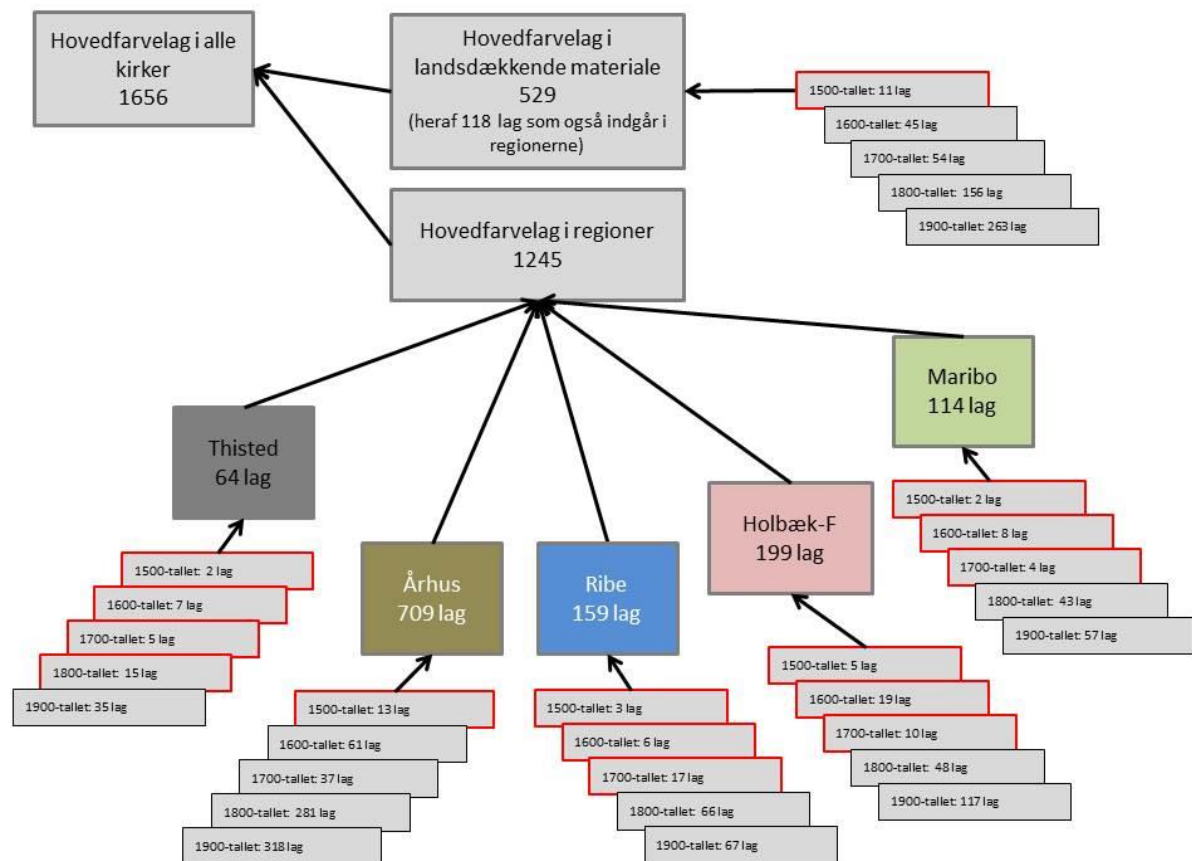 Hovedfarvelag i alle
kirker
1656
Hovedfarvelag i
landsdækkende materiale
529
(heraf 118 lag som også indgår i
regionerne)
1500-tallet: 11 lag
1600-tallet: 45 lag
1700-tallet: 54 lag
1800-tallet: 156 lag
1900-tallet: 263 lag
Hovedfarvelag i regioner
1245
Thisted
64 lag
1500-tallet: 2 lag
1600-tallet: 7 lag
1700-tallet: 5 lag
1800-tallet: 15 lag
1900-tallet: 35 lag
Århus
709 lag
1500-tallet: 13 lag
1600-tallet: 61 lag
1700-tallet: 37 lag
1800-tallet: 281 lag
1900-tallet: 318 lag
Ribe
159 lag
1500-tallet: 3 lag
1600-tallet: 6 lag
1700-tallet: 17 lag
1800-tallet: 66 lag
1900-tallet: 67 lag
Holbæk-F
199 lag
1500-tallet: 5 lag
1600-tallet: 19 lag
1700-tallet: 10 lag
1800-tallet: 48 lag
1900-tallet: 117 lag
Maribo
114 lag
1500-tallet: 2 lag
1600-tallet: 8 lag
1700-tallet: 4 lag
1800-tallet: 43 lag
1900-tallet: 57 lag